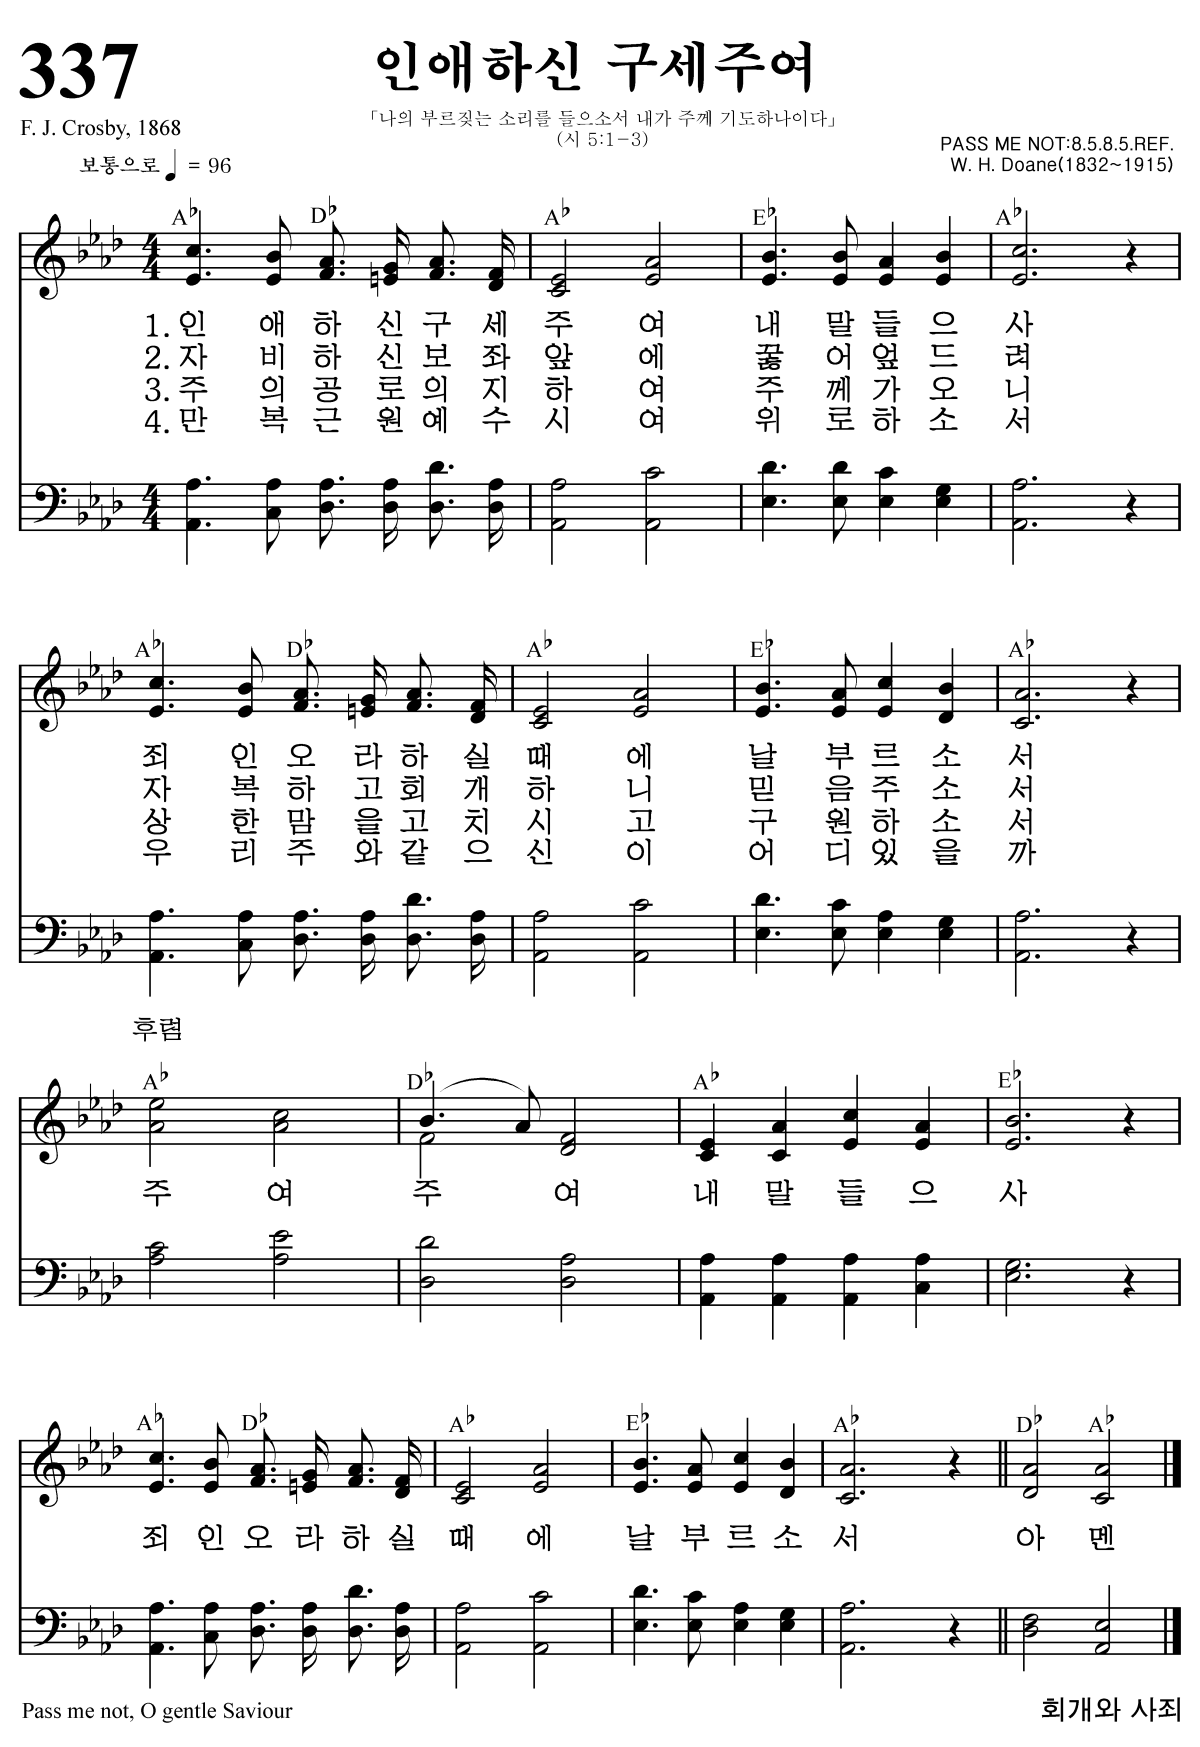 337
인애하신 구세주여
F. J. Crosby, 1868
「나의 부르짖는 소리를 들으소서 내가 주께 기도하나이다」
(시 5:1-3)
보통으로 ♩ = 96
PASS ME NOT:8.5.8.5.REF.
W. H. Doane(1832~1915)
A♭ D♭ A♭ E♭ A♭
1. 인 애 하 신 구 세 주 여 내 말 들 으 사
2. 자 비 하 신 보 좌 앞 에 꿇 어 엎 드 려
3. 주 의 공 로 의 지 하 여 주 께 가 오 니
4. 만 복 근 원 예 수 시 여 위 로 하 소 서
A♭ D♭ A♭ E♭ A♭
죄 인 오 라 하 실 때 에 날 부 르 소 서
자 복 하 고 회 개 하 니 믿 음 주 소 서
상 한 맘 을 고 치 시 고 구 원 하 소 서
우 리 주 와 같 으 신 이 어 디 있 을 까
후렴
A♭ D♭ A♭ E♭
주 여 주 여 내 말 들 으 사
A♭ D♭ A♭ E♭ A♭ D♭ A♭
죄 인 오 라 하 실 때 에 날 부 르 소 서 아 멘
Pass me not, O gentle Saviour
회개와 사죄